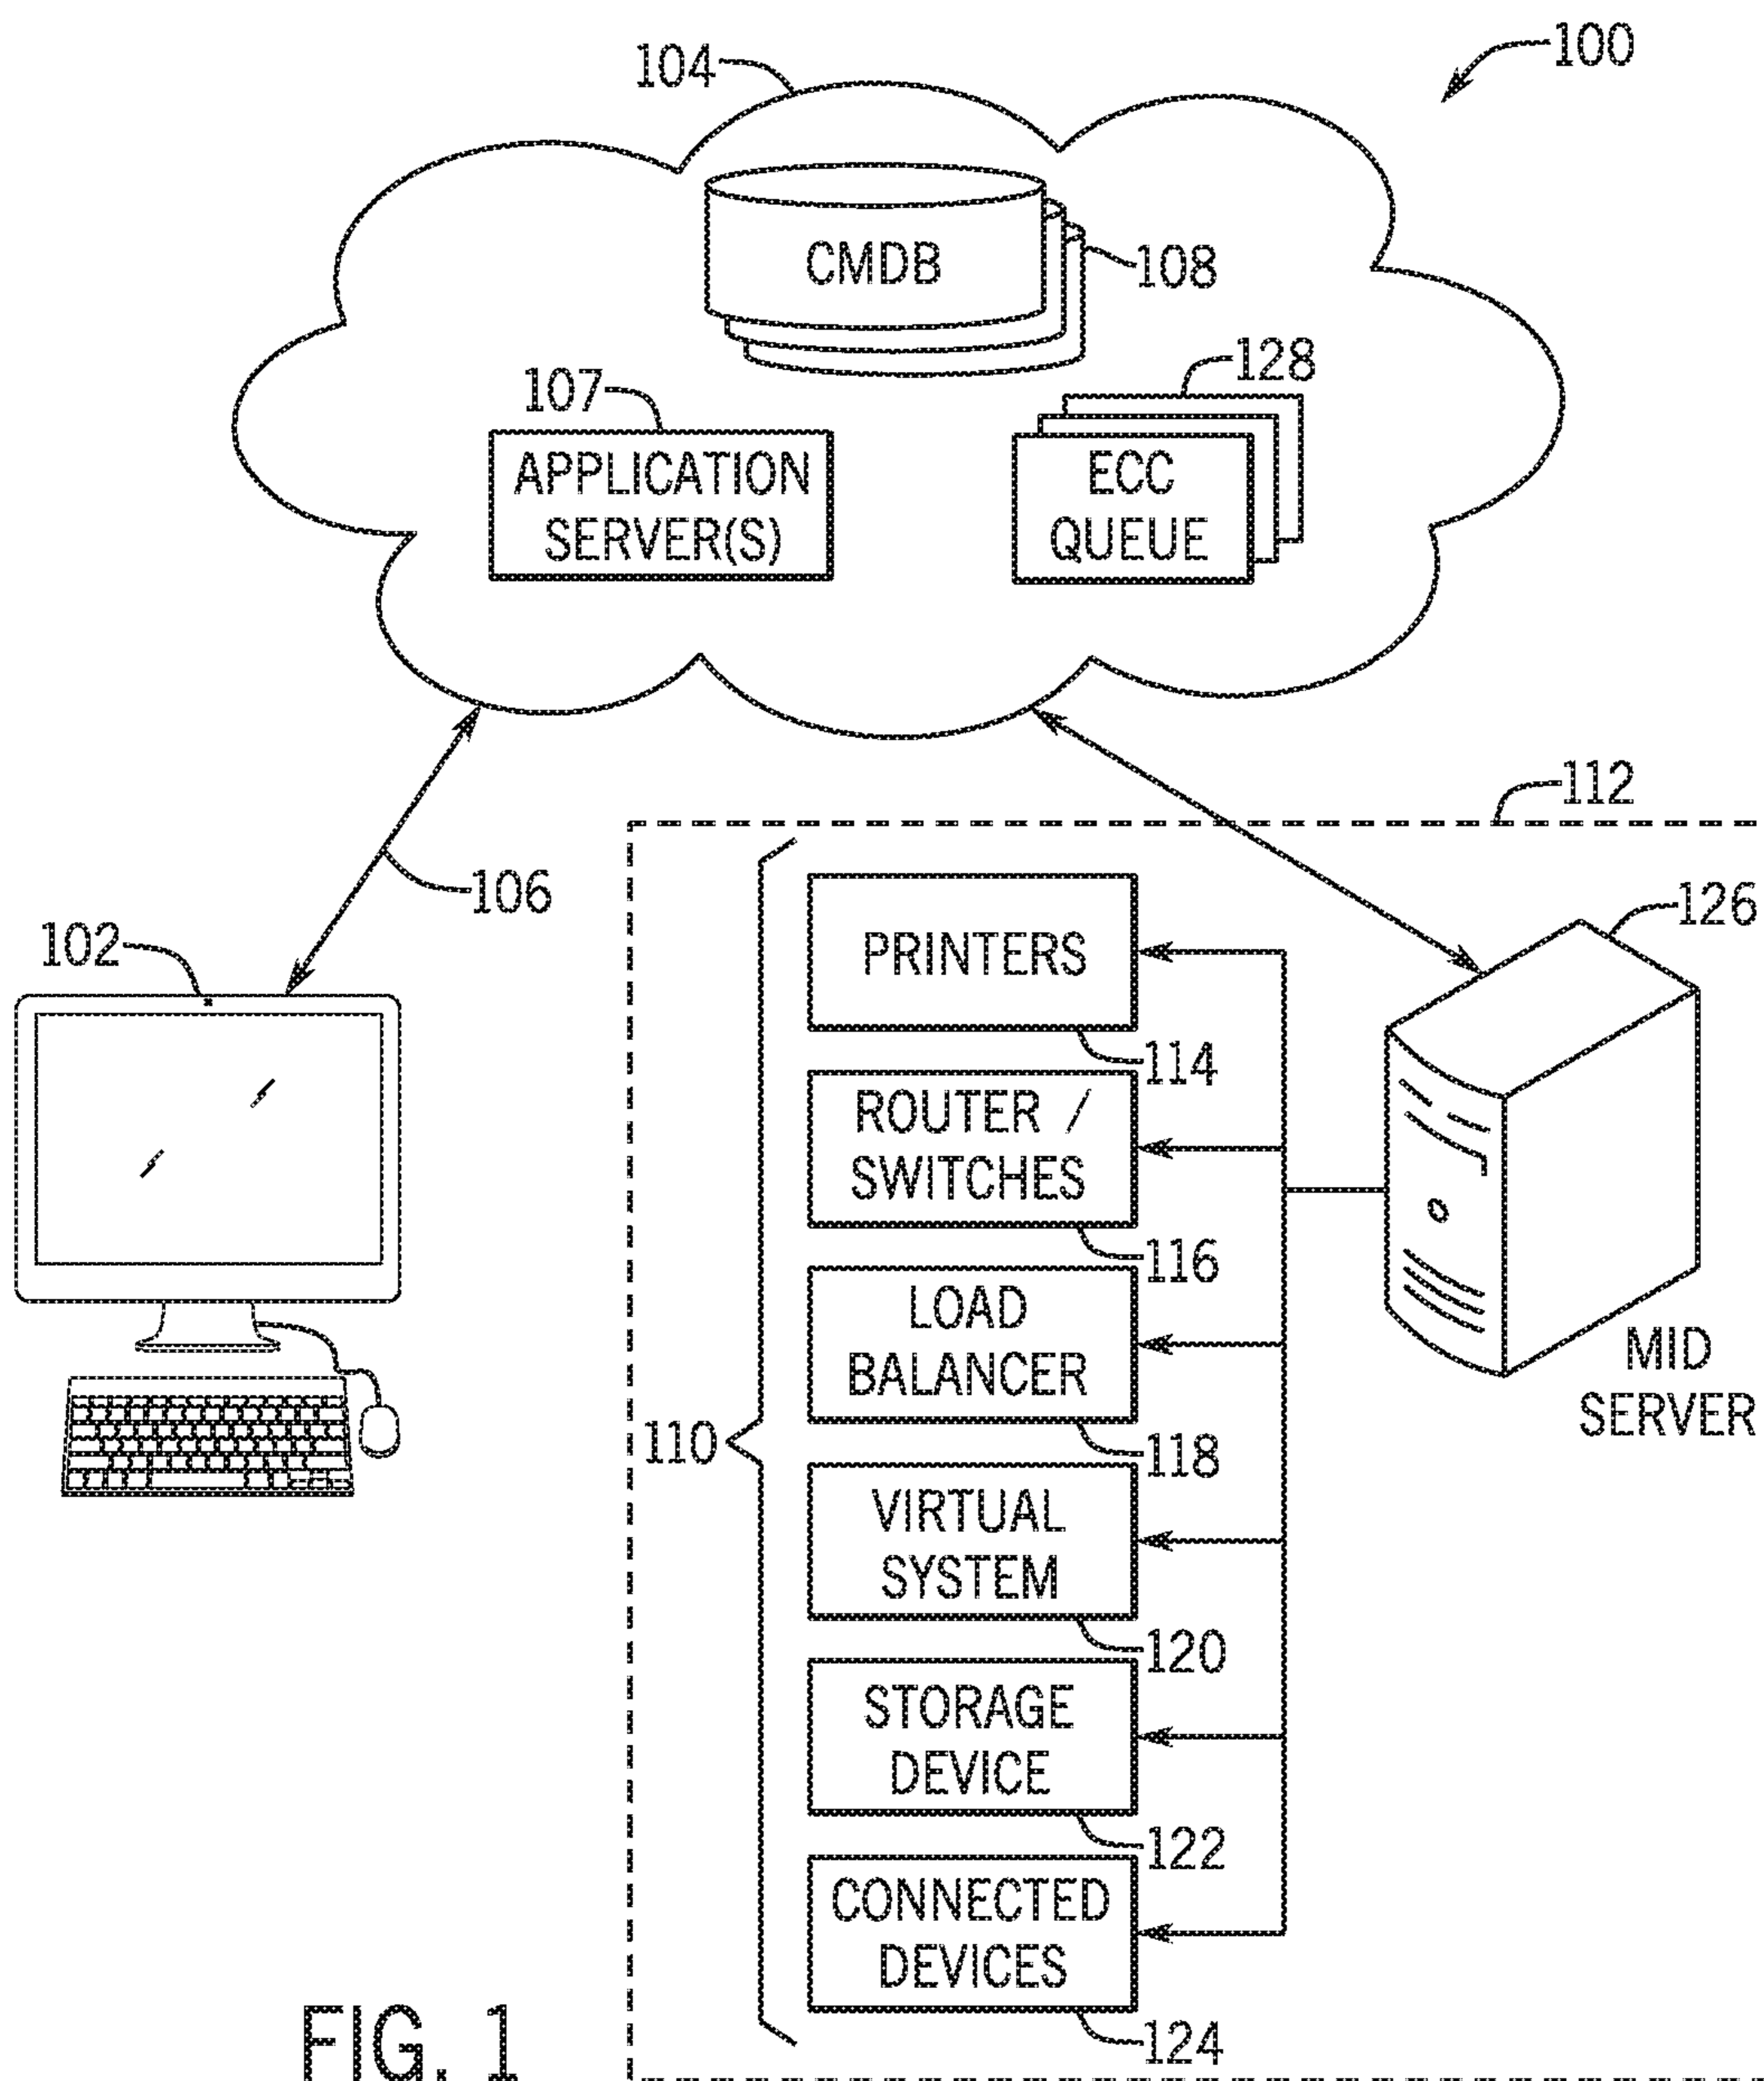 100
104
CMDB
108
128
107
APPLICATION
SERVER(S)
ECC
QUEUE
112
106
126
102
PRINTERS
114
ROUTER /
SWITCHES
116
LOAD
BALANCER
MID
SERVER
110
118
VIRTUAL
SYSTEM
120
STORAGE
DEVICE
122
CONNECTED
DEVICES
124
FIG. 1